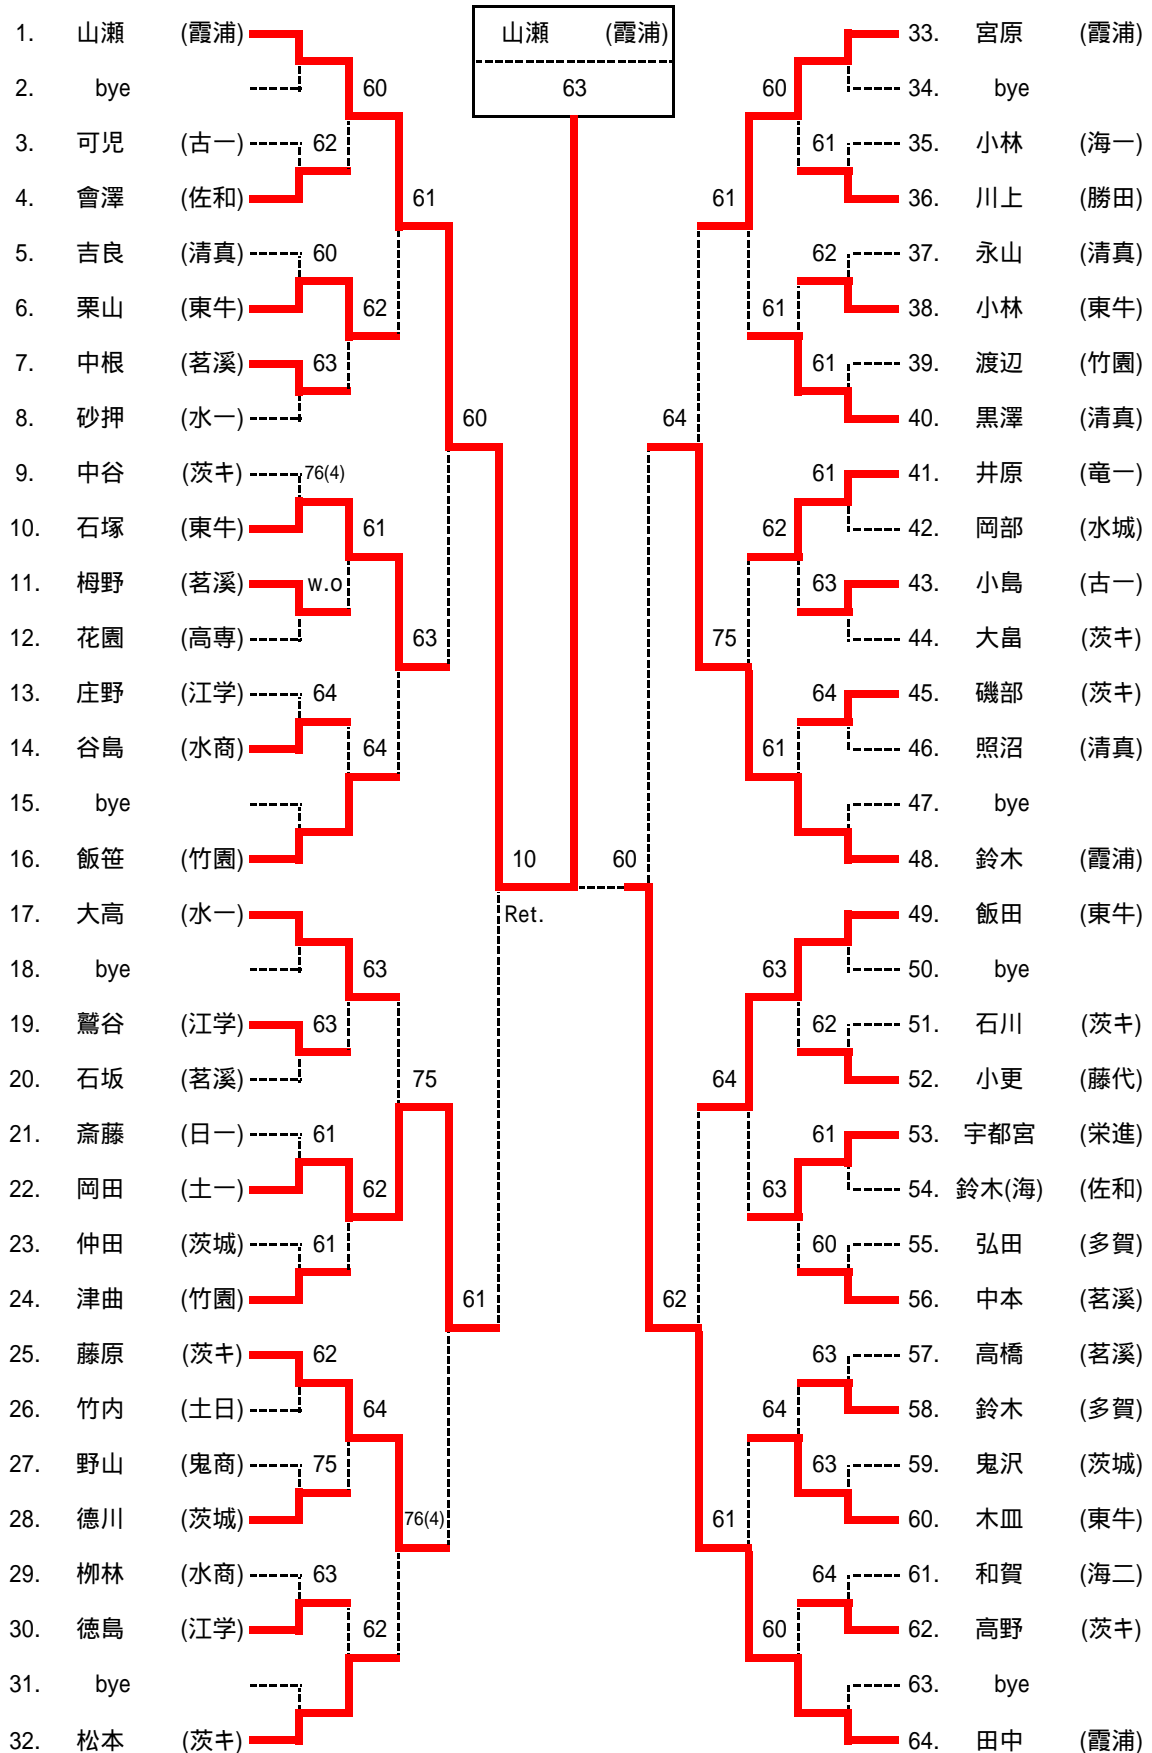 山瀬 (霞浦)
63
1. 山瀬 (霞浦)
2. bye
60
3. 可児 (古一)
62
4. 會澤 (佐和)
61
5. 吉良 (清真)
60
6. 栗山 (東牛)
62
7. 中根 (茗溪)
63
8. 砂押 (水一)
60
9. 中谷 (茨キ)
76(4)
10. 石塚 (東牛)
61
11. 栂野 (茗溪)
w.o
12. 花園 (高専)
63
13. 庄野 (江学)
64
14. 谷島 (水商)
64
15. bye
16. 飯笹 (竹園)
10
17. 大高 (水一)
Ret.
18. bye
63
19. 鷲谷 (江学)
63
20. 石坂 (茗溪)
75
21. 斎藤 (日一)
61
22. 岡田 (土一)
62
23. 仲田 (茨城)
61
24. 津曲 (竹園)
61
25. 藤原 (茨キ)
62
26. 竹内 (土日)
64
27. 野山 (鬼商)
75
28. 德川 (茨城)
76(4)
29. 栁林 (水商)
63
30. 徳島 (江学)
62
31. bye
32. 松本 (茨キ)
33. 宮原 (霞浦)
60
34. bye
61
35. 小林 (海一)
61
36. 川上 (勝田)
62
37. 永山 (清真)
61
38. 小林 (東牛)
61
39. 渡辺 (竹園)
64
40. 黒澤 (清真)
61
41. 井原 (竜一)
62
42. 岡部 (水城)
63
43. 小島 (古一)
75
44. 大畠 (茨キ)
64
45. 磯部 (茨キ)
61
46. 照沼 (清真)
47. bye
60
48. 鈴木 (霞浦)
49. 飯田 (東牛)
63
50. bye
62
51. 石川 (茨キ)
64
52. 小更 (藤代)
61
53. 宇都宮 (栄進)
63
54. 鈴木(海) (佐和)
60
55. 弘田 (多賀)
62
56. 中本 (茗溪)
63
57. 高橋 (茗溪)
64
58. 鈴木 (多賀)
63
59. 鬼沢 (茨城)
61
60. 木皿 (東牛)
64
61. 和賀 (海二)
60
62. 高野 (茨キ)
63. bye
64. 田中 (霞浦)